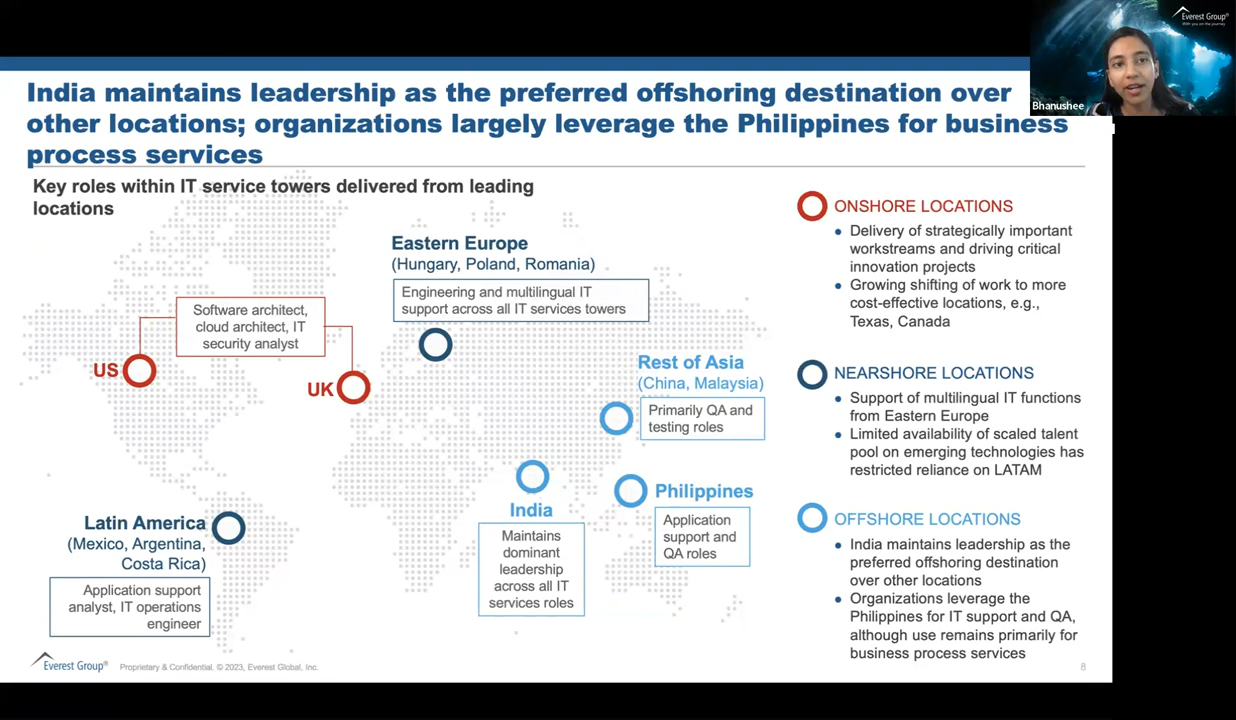 Everest Group®
With you on the journey
Bhanushee
India maintains leadership as the preferred offshoring destination over
other locations; organizations largely leverage the Philippines for business
process services
Key roles within IT service towers delivered from leading
locations
Eastern Europe
(Hungary, Poland, Romania)
Engineering and multilingual IT
support across all IT services towers
Software architect,
cloud architect, IT
security analyst
US
UK
Rest of Asia
(China, Malaysia)
Primarily QA and
testing roles
India
Maintains
dominant
leadership
across all IT
services roles
Philippines
Application
support and
QA roles
Latin America
(Mexico, Argentina,
Costa Rica)
Application support
analyst, IT operations
engineer
ONSHORE LOCATIONS
• Delivery of strategically important
workstreams and driving critical
innovation projects
• Growing shifting of work to more
cost-effective locations, e.g.,
Texas, Canada
NEARSHORE LOCATIONS
• Support of multilingual IT functions
from Eastern Europe
• Limited availability of scaled talent
pool on emerging technologies has
restricted reliance on LATAM
OFFSHORE LOCATIONS
• India maintains leadership as the
preferred offshoring destination
over other locations
• Organizations leverage the
Philippines for IT support and QA,
although use remains primarily for
business process services
Everest Group® Proprietary & Confidential. © 2023, Everest Global, Inc.
8